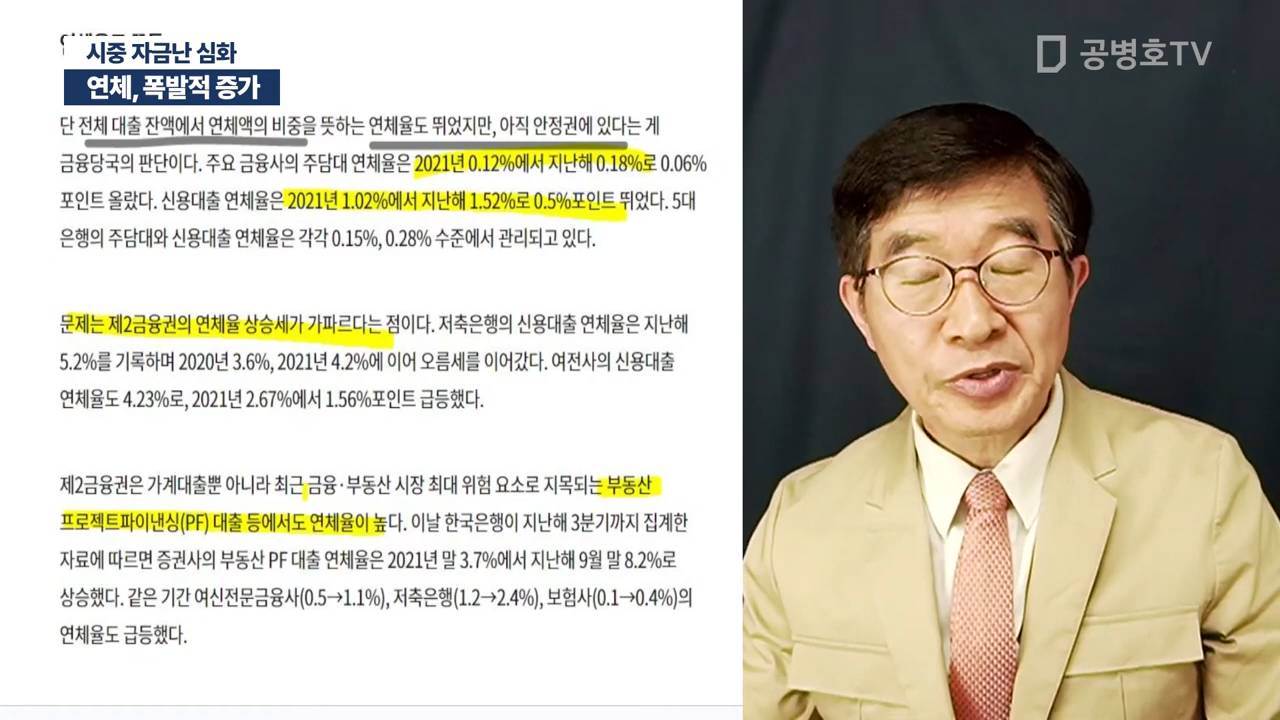 시중 자금난 심화
연체, 폭발적 증가
공병호TV
단 전체 대출 잔액에서 연체액의 비중을 뜻하는 연체율도 뛰었지만, 아직 안정권에 있다는 게
금융당국의 판단이다. 주요 금융사의 주담대 연체율은 2021년 0.12%에서 지난해 0.18%로 0.06%
포인트 올랐다. 신용대출 연체율은 2021년 1.02%에서 지난해 1.52%로 0.5%포인트 뛰었다. 5대
은행의 주담대와 신용대출 연체율은 각각 0.15%, 0.28% 수준에서 관리되고 있다.
문제는 제2금융권의 연체율 상승세가 가파르다는 점이다. 저축은행의 신용대출 연체율은 지난해
5.2%를 기록하며 2020년 3.6%, 2021년 4.2%에 이어 오름세를 이어갔다. 여전사의 신용대출
연체율도 4.23%로, 2021년 2.67%에서 1.56%포인트 급등했다.
제2금융권은 가계대출뿐 아니라 최근 금융·부동산 시장 최대 위험 요소로 지목되는 부동산
프로젝트파이낸싱(PF) 대출 등에서도 연체율이 높다. 이날 한국은행이 지난해 3분기까지 집계한
자료에 따르면 증권사의 부동산 PF 대출 연체율은 2021년 말 3.7%에서 지난해 9월 말 8.2%로
상승했다. 같은 기간 여신전문금융사(0.5→1.1%), 저축은행(1.2→2.4%), 보험사(0.1→0.4%)의
연체율도 급등했다.